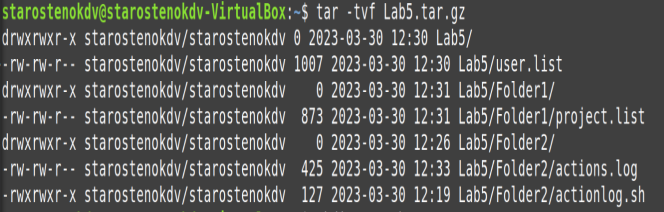 starostenokdv@starostenokdv-VirtualBox:~$ tar -tvf Lab5.tar.gz
drwxrwxr-x starostenokdv/starostenokdv 0 2023-03-30 12:30 Lab5/
-rw-rw-r-- starostenokdv/starostenokdv 1007 2023-03-30 12:30 Lab5/user.list
drwxrwxr-x starostenokdv/starostenokdv    0 2023-03-30 12:31 Lab5/Folder1/
-rw-rw-r-- starostenokdv/starostenokdv  873 2023-03-30 12:31 Lab5/Folder1/project.list
drwxrwxr-x starostenokdv/starostenokdv    0 2023-03-30 12:26 Lab5/Folder2/
-rw-rw-r-- starostenokdv/starostenokdv  425 2023-03-30 12:33 Lab5/Folder2/actions.log
-rwxrwxr-x starostenokdv/starostenokdv  127 2023-03-30 12:19 Lab5/Folder2/actionlog.sh